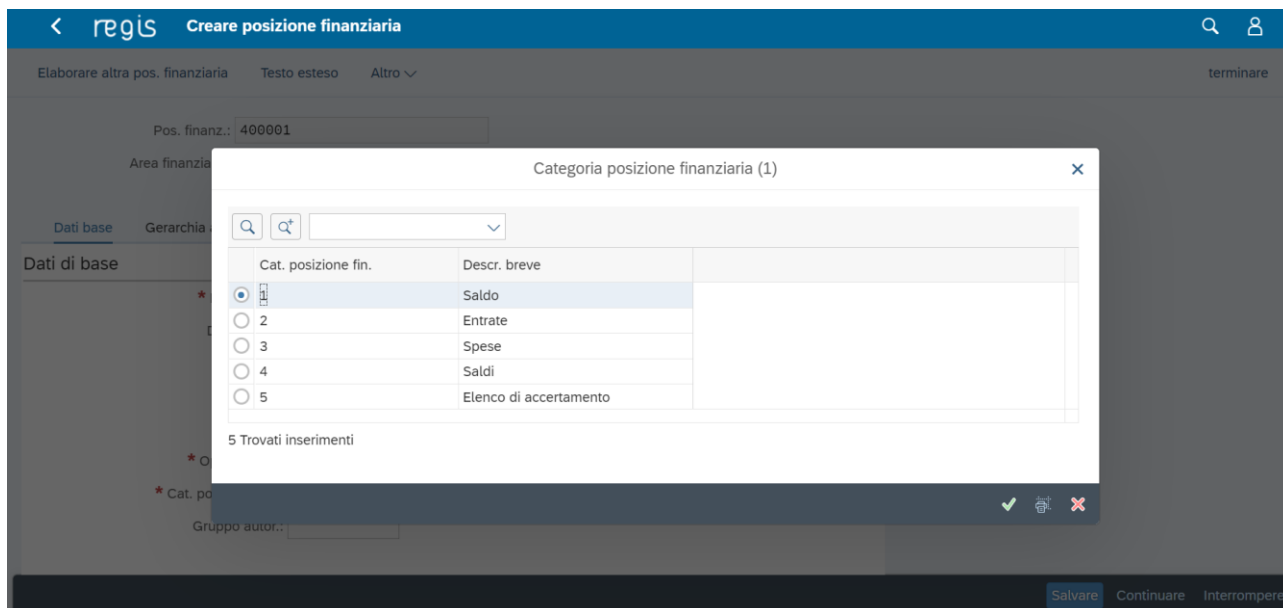 regis Creare posizione finanziaria
Elaborare altra pos. finanziaria Testo esteso Altro terminare
Pos. finanz.: 400001
Area finanzia
Categoria posizione finanziaria (1)
Dati base Gerarchia
Dati di base
Cat. posizione fin. Descr. breve
1 Saldo
2 Entrate
3 Spese
4 Saldi
5 Elenco di accertamento
5 Trovati inserimenti
* Cat. po
Gruppo autor.:
Salvare Continuare Interrompere